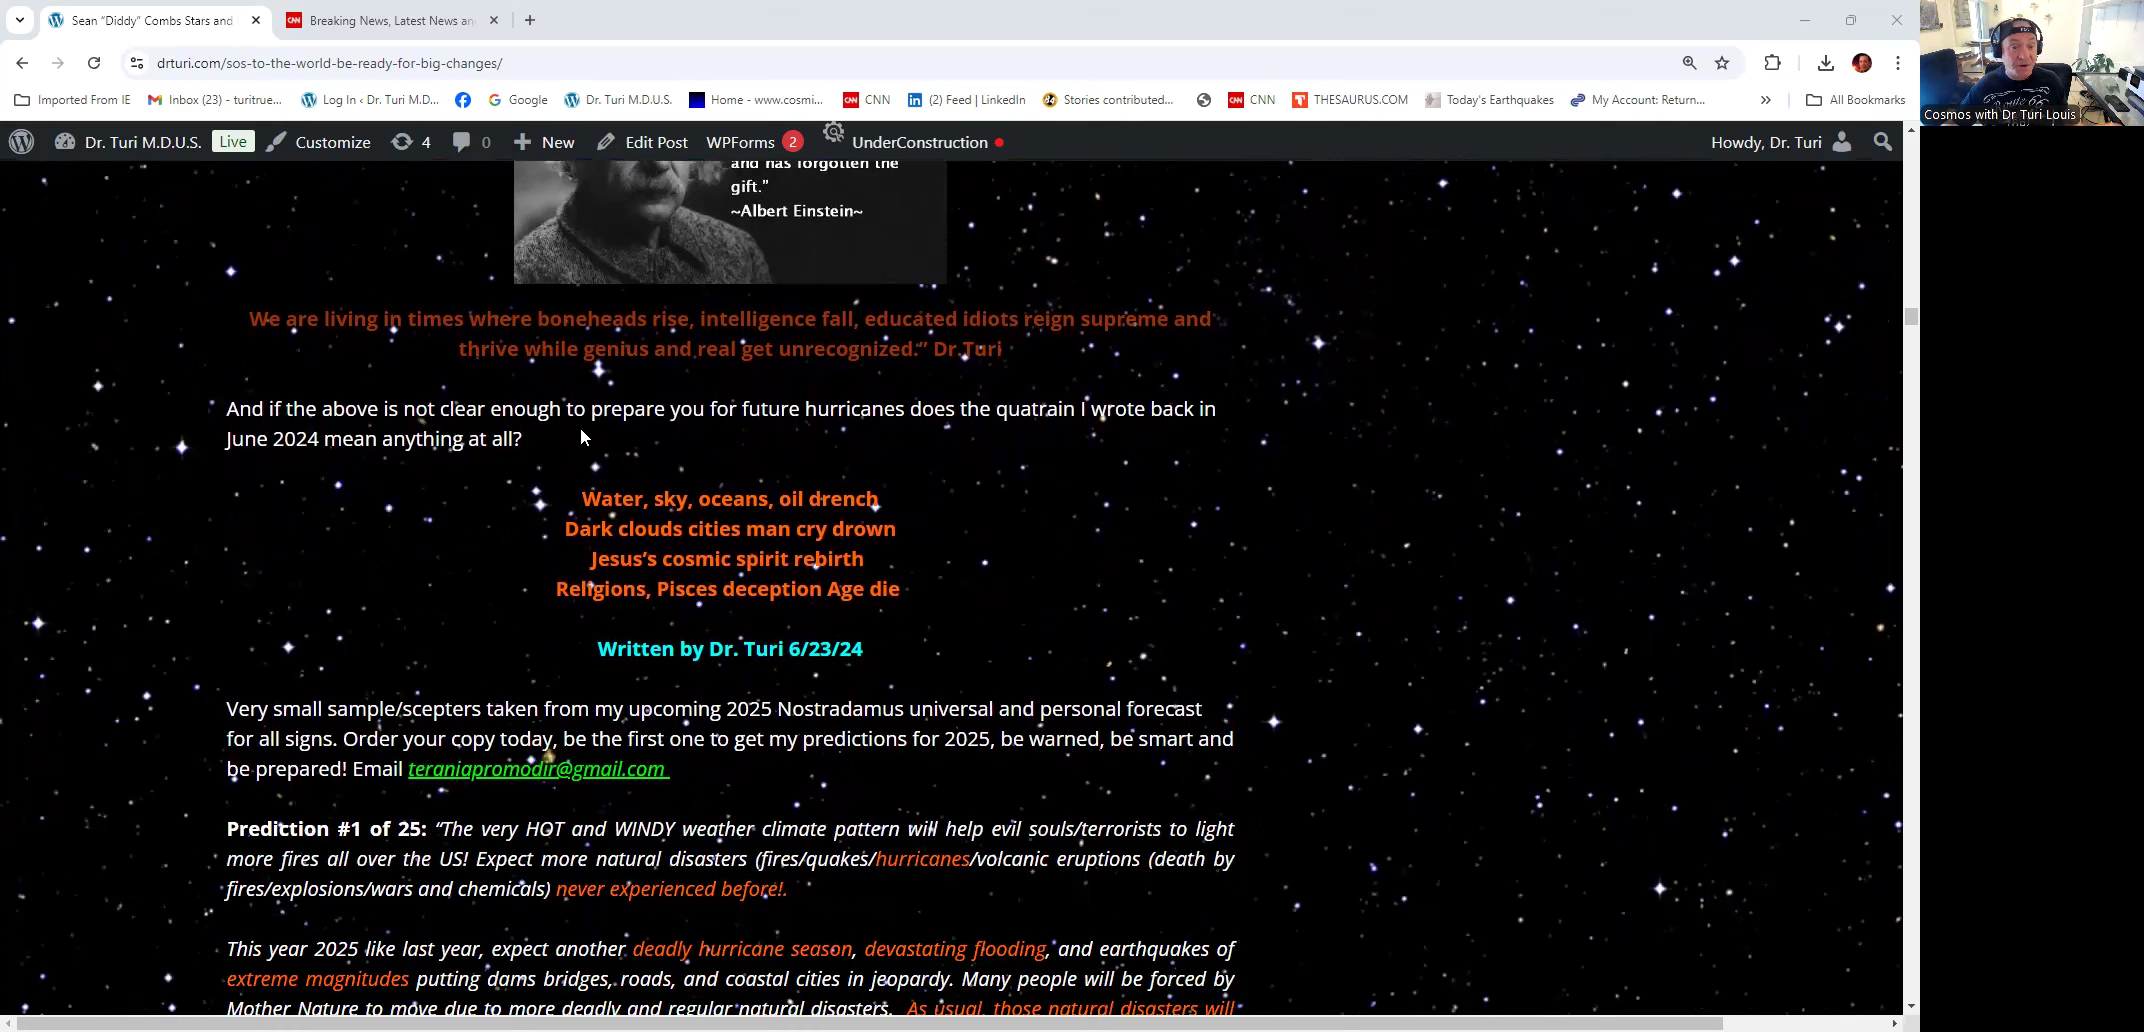 Sean “Diddy” Combs Stars and
Breaking News, Latest News an
drturi.com/sos-to-the-world-be-ready-for-big-changes/
Imported From IE
Inbox (23) - turitrue...
Log In ‹ Dr. Turi M.D...
Google
Dr. Turi M.D.U.S.
Home - www.cosmi...
CNN
CNN
(2) Feed | LinkedIn
Stories contributed...
CNN
CNN
THESAURUS.COM
Today's Earthquakes
My Account: Return...
All Bookmarks
Cosmos with Dr Turi Louis
Dr. Turi M.D.U.S.
Live
Customize
4
0
New
Edit Post
WPForms
2
UnderConstruction
Howdy, Dr. Turi
and has forgotten the
gift.”
~Albert Einstein~
We are living in times where boneheads rise, intelligence fall, educated idiots reign supreme and
thrive while genius and real get unrecognized.” Dr.Turi
And if the above is not clear enough to prepare you for future hurricanes does the quatrain I wrote back in
June 2024 mean anything at all?
Water, sky, oceans, oil drench
Dark clouds cities man cry drown
Jesus’s cosmic spirit rebirth
Religions, Pisces deception Age die
Written by Dr. Turi 6/23/24
Very small sample/scepters taken from my upcoming 2025 Nostradamus universal and personal forecast
for all signs. Order your copy today, be the first one to get my predictions for 2025, be warned, be smart and
be prepared! Email teraniapromodir@gmail.com
Prediction #1 of 25: “The very HOT and WINDY weather climate pattern will help evil souls/terrorists to light
more fires all over the US! Expect more natural disasters (fires/quakes/hurricanes/volcanic eruptions (death by
fires/explosions/wars and chemicals) never experienced before!.
This year 2025 like last year, expect another deadly hurricane season, devastating flooding, and earthquakes of
extreme magnitudes putting dams bridges, roads, and coastal cities in jeopardy. Many people will be forced by
Mother Nature to move due to more deadly and regular natural disasters. As usual, those natural disasters will